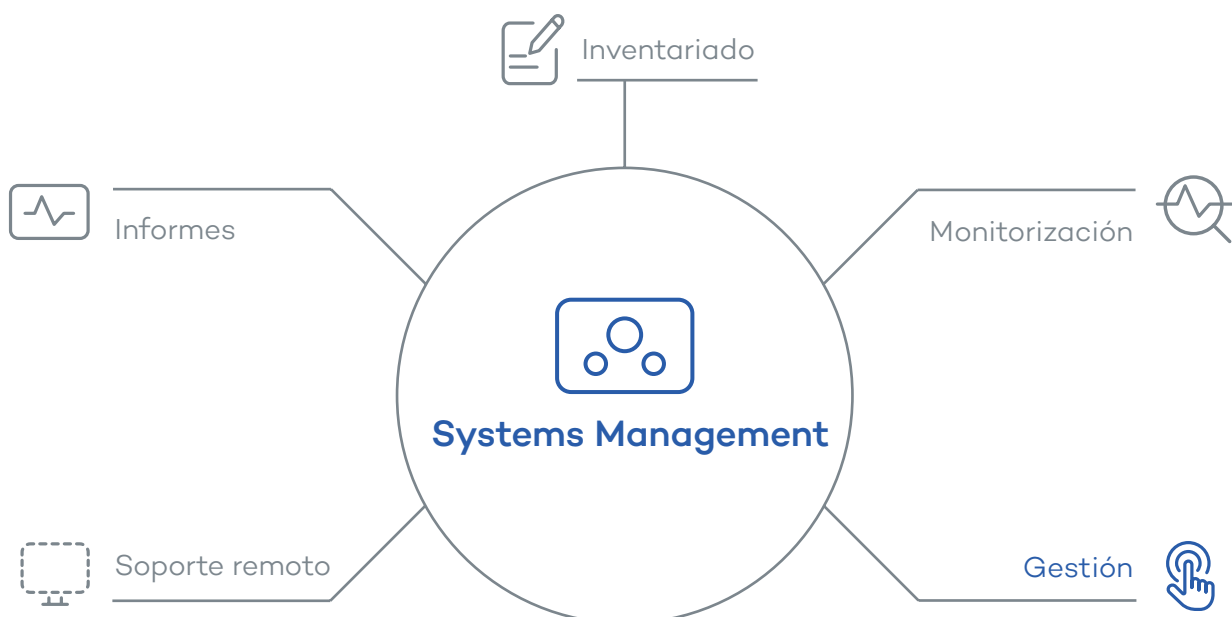 Inventariado
Informes
Monitorización
Systems Management
Soporte remoto
Gestión